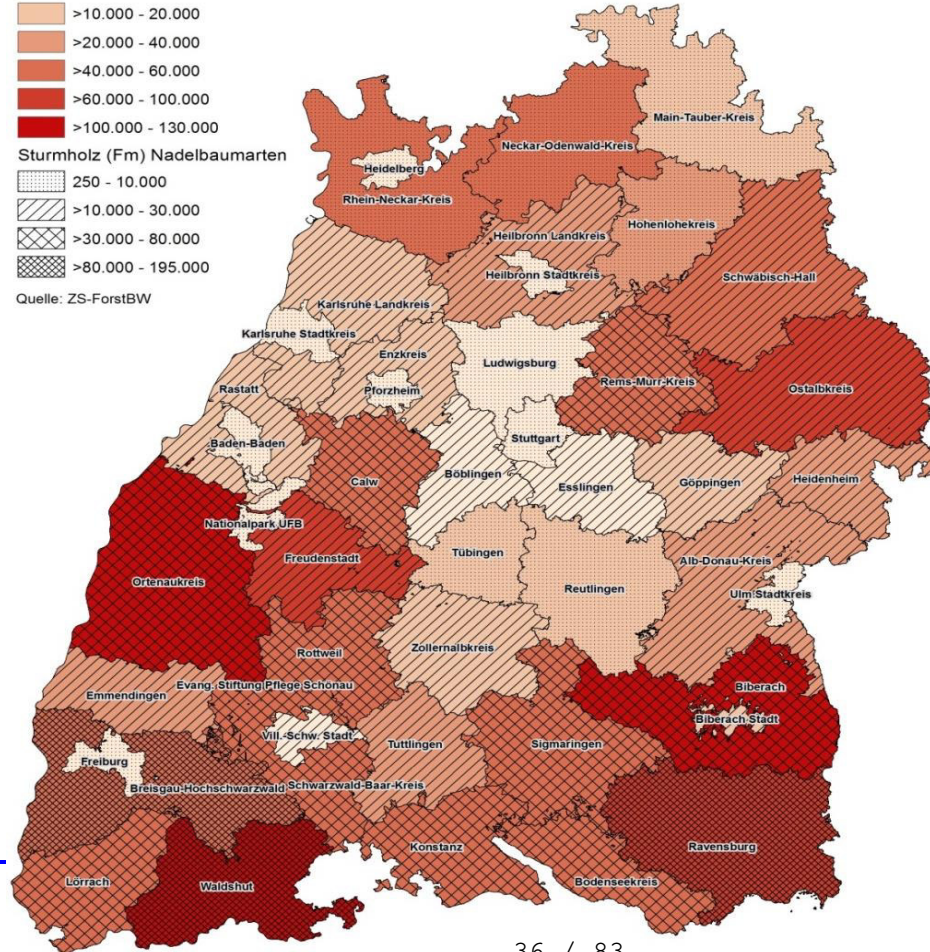 >10.000 - 20.000
>20.000 - 40.000
>40.000 - 60.000
>60.000 - 100.000
>100.000 - 130.000
Sturmholz (Fm) Nadelbaumarten
250 - 10.000
>10.000 - 30.000
>30.000 - 80.000
>80.000 - 195.000
Quelle: ZS-ForstBW
Main-Tauber-Kreis
Neckar-Odenwald-Kreis
Heidelberg
Rhein-Neckar-Kreis
Hohenlohekreis
Heilbronn Landkreis
Heilbronn Stadtkreis
Schwäbisch-Hall
Karlsruhe Landkreis
Karlsruhe Stadtkreis
Enzkreis
Ludwigsburg
Rems-Murr-Kreis
Ostalbkreis
Rastatt
Pforzheim
Stuttgart
Baden-Baden
Böblingen
Calw
Esslingen
Göppingen
Heidenheim
Nationalpark UFB
Freudenstadt
Tübingen
Alb-Donau-Kreis
Ortenaukreis
Reutlingen
Ulm Stadtkreis
Zollernalbkreis
Rottweil
Emmendingen
Evang. Stiftung Pflege Schönau
Biberach
Biberach Stadt
Vill.-Schw. Stadt
Tuttlingen
Sigmaringen
Freiburg
Breisgau-Hochschwarzwald
Schwarzwald-Baar-Kreis
Konstanz
Ravensburg
Lörrach
Waldshut
Bodenseekreis
36 / 83